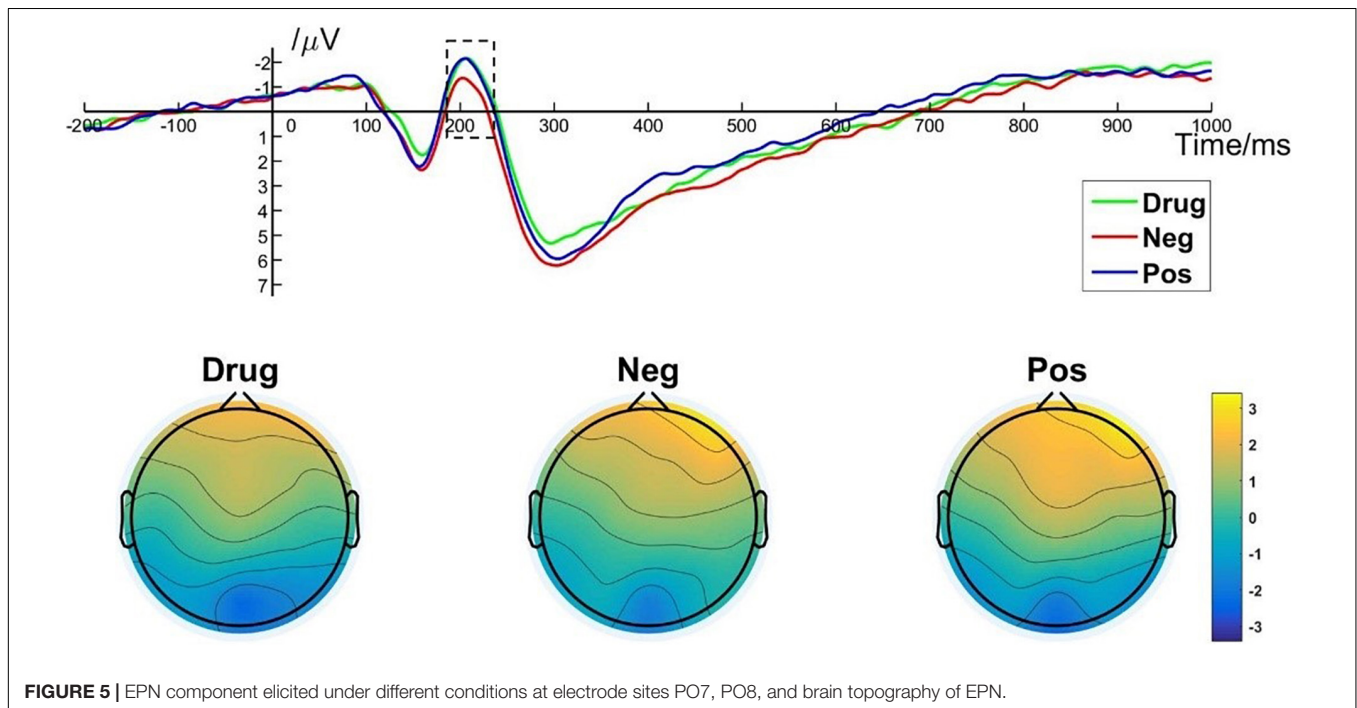 /μV
-2
-1
-200 -100 0 100 200 300 400 500 600 700 800 900 1000
1
Time/ms
2
3
4
5
6
7
Drug
Neg
Pos
Drug Neg Pos
3
2
1
0
-1
-2
-3
FIGURE 5 | EPN component elicited under different conditions at electrode sites PO7, PO8, and brain topography of EPN.